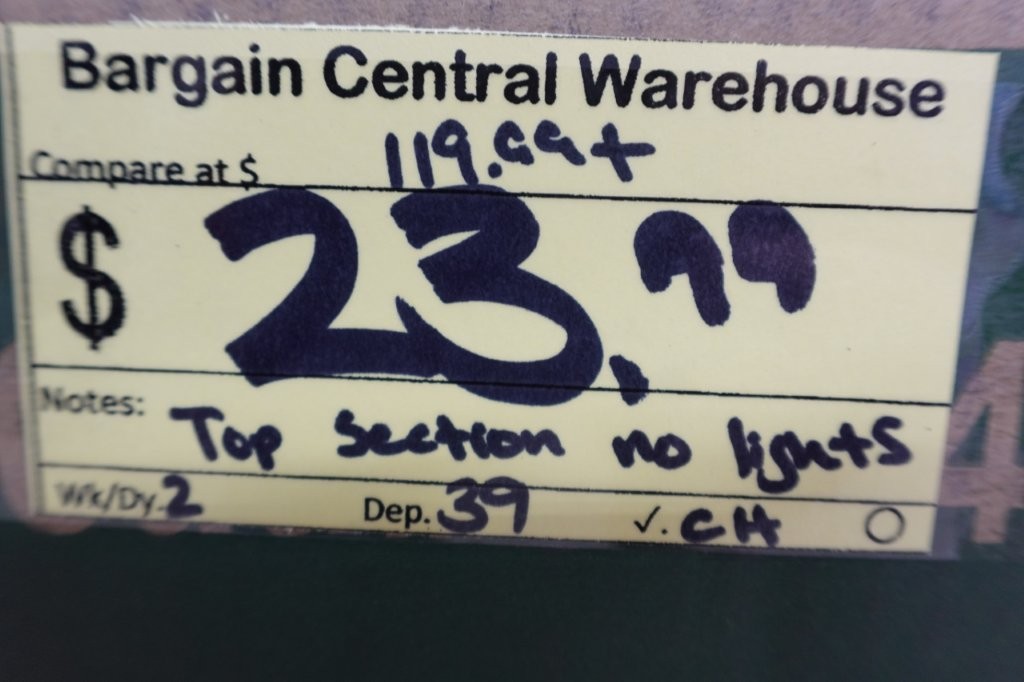 Bargain Central Warehouse
Compare at $ 119.99+
$ 23.99
Notes: Top section no lights
Wk/Dy. 2 Dep. 39 ✓. CH O